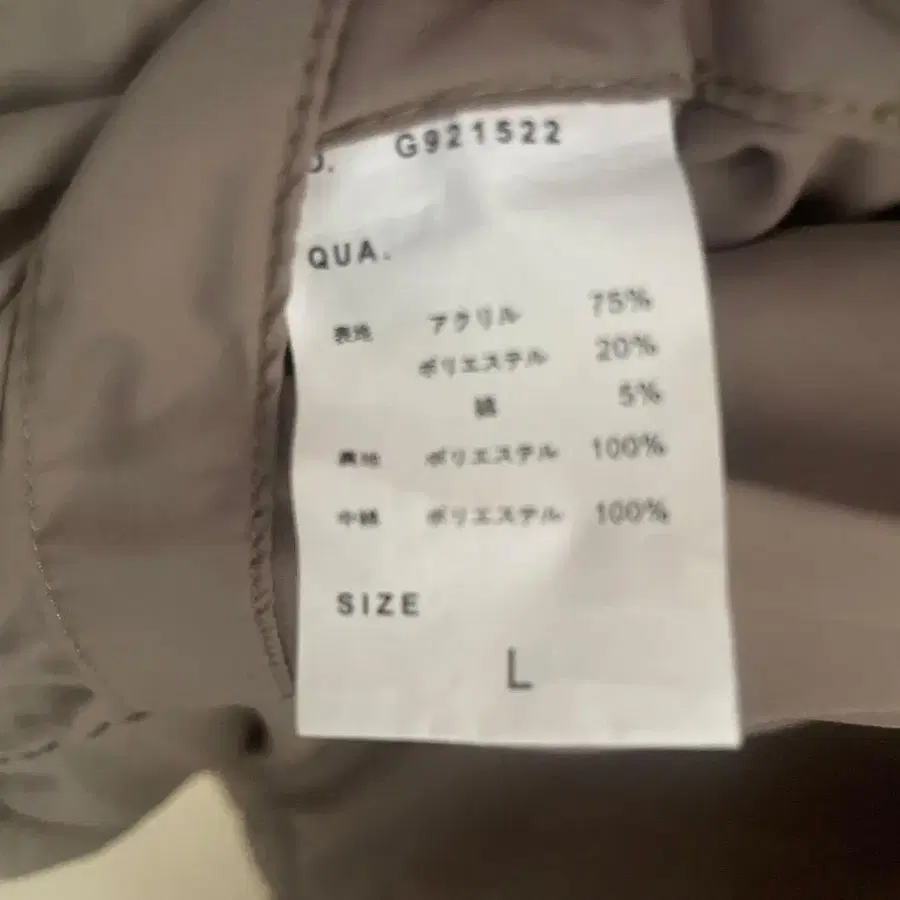 O. G921522
QUA.
表地 アクリル 75%
ポリエステル 20%
綿 5%
裏地 ポリエステル 100%
中綿 ポリエステル 100%
SIZE
L